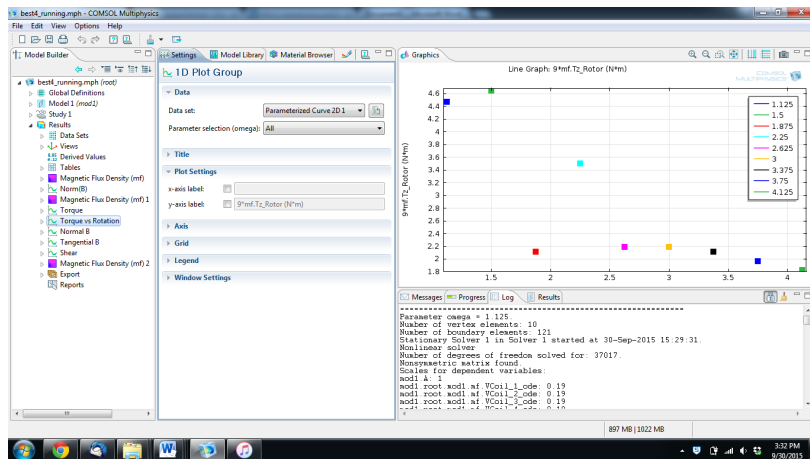 best4_running.mph - COMSOL Multiphysics
File Edit View Options Help
Model Builder
best4_running.mph (root)
Global Definitions
Model 1 (mod1)
Study 1
Results
Data Sets
Views
Derived Values
Tables
Magnetic Flux Density (mf)
Norm(B)
Magnetic Flux Density (mf) 1
Torque
Torque vs Rotation
Normal B
Tangential B
Shear
Magnetic Flux Density (mf) 2
Export
Reports
Settings Model Library Material Browser
1D Plot Group
Data
Data set: Parameterized Curve 2D 1
Parameter selection (omega): All
Title
Plot Settings
x-axis label:
y-axis label: 9*mf.Tz_Rotor (N*m)
Axis
Grid
Legend
Window Settings
Graphics
Line Graph: 9*mf.Tz_Rotor (N*m)
COMSOL
MULTIPHYSICS
9*mf.Tz_Rotor (N*m)
4.6
4.4
4.2
4
3.8
3.6
3.4
3.2
3
2.8
2.6
2.4
2.2
2
1.8
1.5 2 2.5 3 3.5 4
1.125
1.5
1.875
2.25
2.625
3
3.375
3.75
4.125
Messages Progress Log Results
Parameter omega = 1.125.
Number of vertex elements: 10
Number of boundary elements: 121
Stationary Solver 1 in Solver 1 started at 30-Sep-2015 15:29:31.
Nonlinear solver
Number of degrees of freedom solved for: 37017.
Nonsymmetric matrix found.
Scales for dependent variables:
mod1.A: 1
mod1.root.mod1.mf.VCoil_1_ode: 0.19
mod1.root.mod1.mf.VCoil_2_ode: 0.19
mod1.root.mod1.mf.VCoil_3_ode: 0.19
897 MB | 1022 MB
3:32 PM
9/30/2015